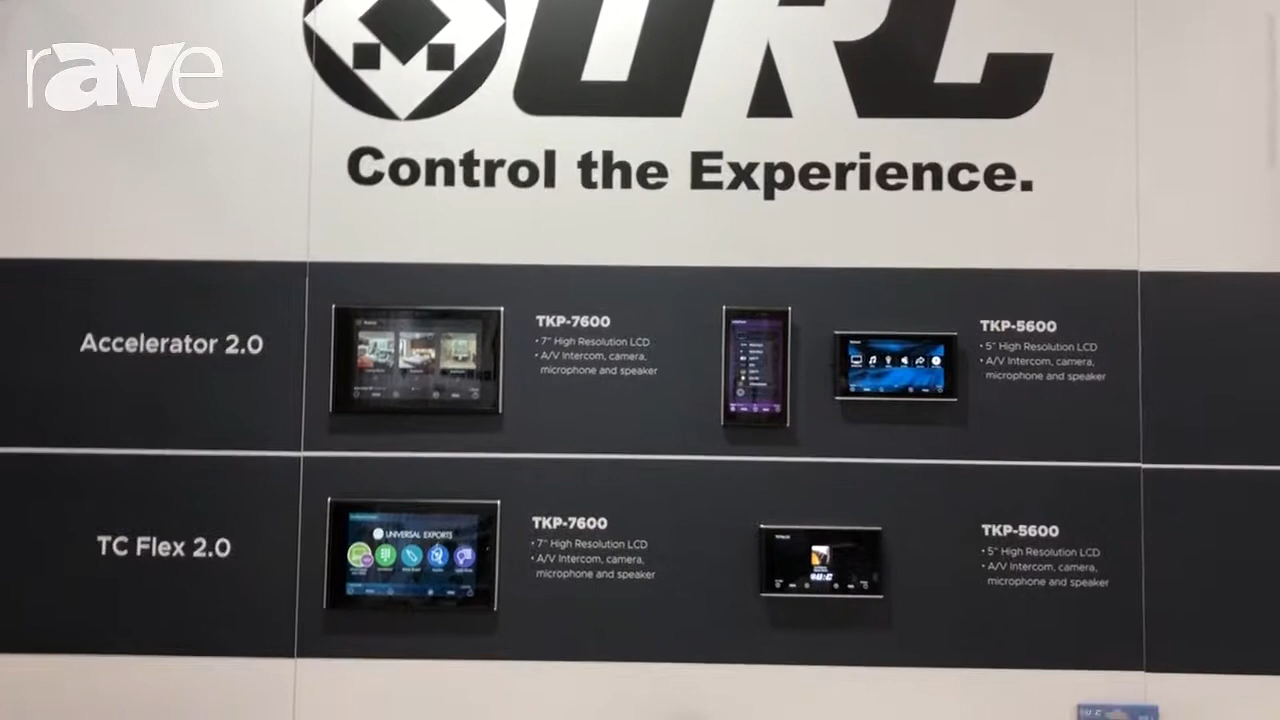 rave
URC
Control the Experience.
Accelerator 2.0
TKP-7600
• 7" High Resolution LCD
• A/V Intercom, camera,
microphone and speaker
TKP-5600
• 5" High Resolution LCD
• A/V Intercom, camera,
microphone and speaker
TC Flex 2.0
UNIVERSAL EXPORTS
TKP-7600
• 7" High Resolution LCD
• A/V Intercom, camera,
microphone and speaker
URC
TKP-5600
• 5" High Resolution LCD
• A/V Intercom, camera,
microphone and speaker